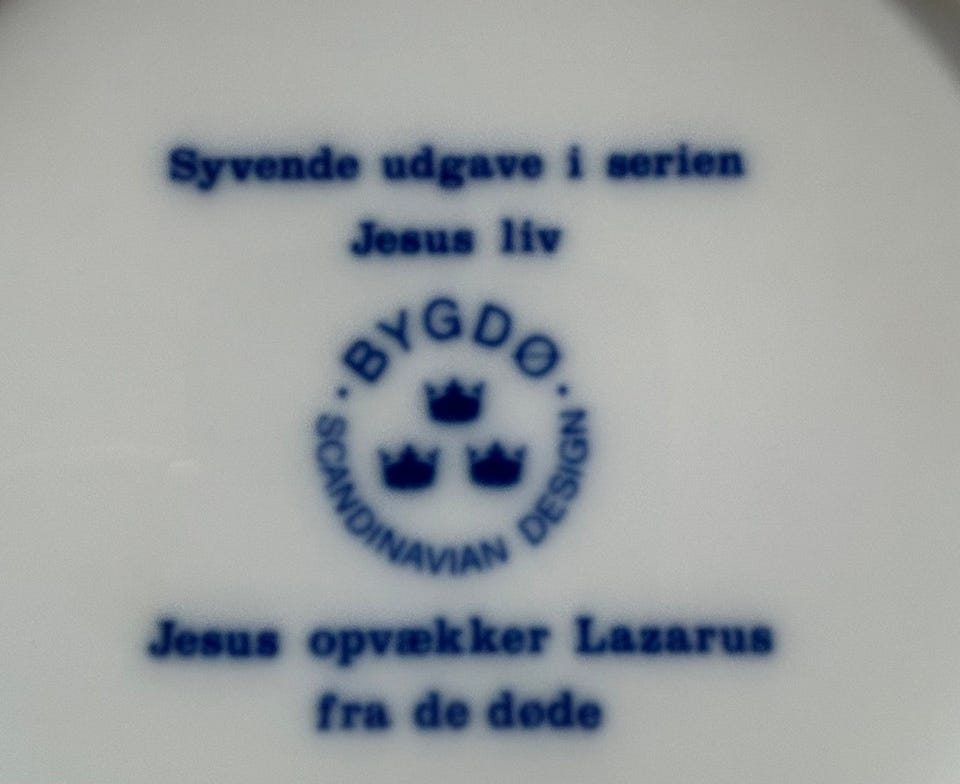 Syvende udgave i serien
Jesus liv
· BYGDØ ·
SCANDINAVIAN DESIGN
Jesus opvækker Lazarus
fra de døde